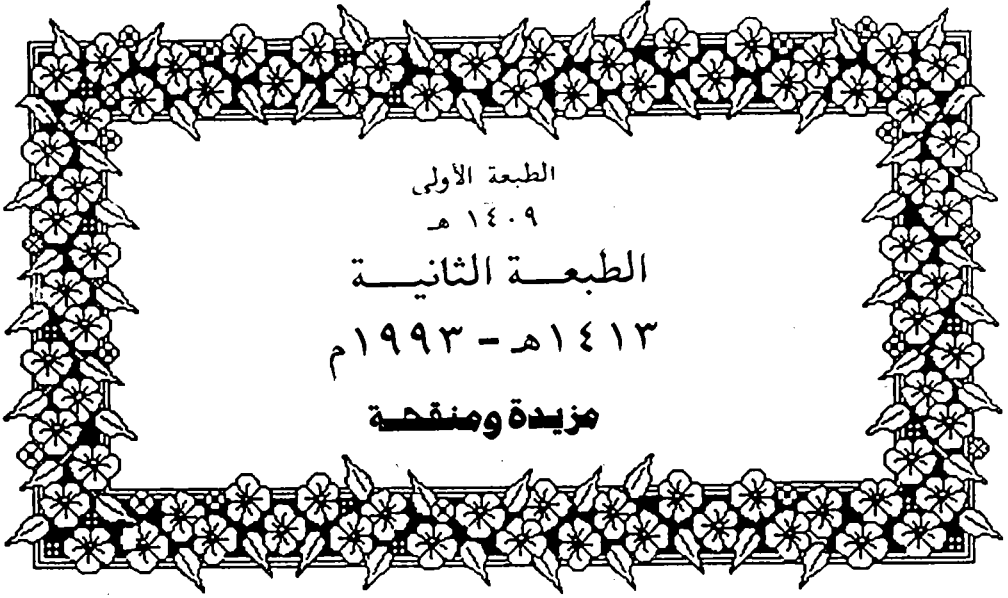 الطبعة الأولى
١٤٠٩ هـ
الطبعة الثانية
١٤١٣هـ - ١٩٩٣م
مزيدة ومنقحة